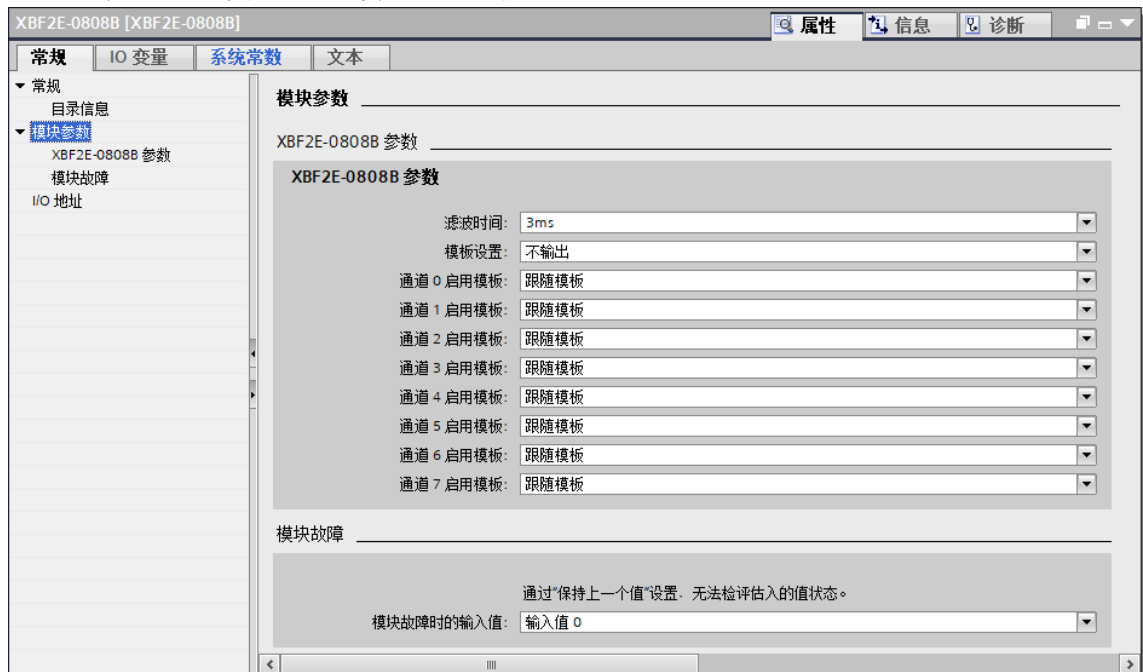 XBF2E-0808B [XBF2E-0808B]
属性 信息 诊断
常规 IO 变量 系统常数 文本
常规
目录信息
模块参数
XBF2E-0808B 参数
模块故障
I/O 地址
模块参数
XBF2E-0808B 参数
XBF2E-0808B 参数
滤波时间: 3ms
模板设置: 不输出
通道 0 启用模板: 跟随模板
通道 1 启用模板: 跟随模板
通道 2 启用模板: 跟随模板
通道 3 启用模板: 跟随模板
通道 4 启用模板: 跟随模板
通道 5 启用模板: 跟随模板
通道 6 启用模板: 跟随模板
通道 7 启用模板: 跟随模板
模块故障
通过“保持上一个值”设置, 无法检评估入的值状态。
模块故障时的输入值: 输入值 0